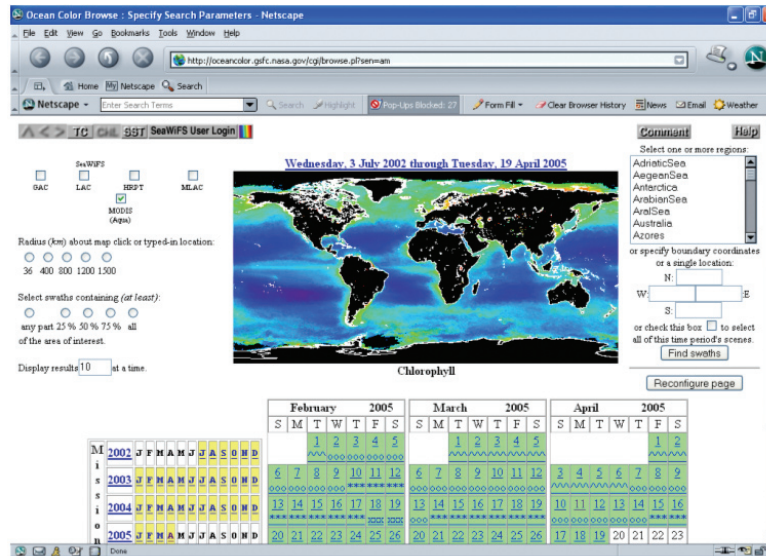 Ocean Color Browse : Specify Search Parameters - Netscape
File Edit View Go Bookmarks Tools Window Help
http://oceancolor.gsfc.nasa.gov/cgi/browse.pl?sen=am
Home Netscape Search
Netscape Enter Search Terms Search Highlight Pop-Ups Blocked: 27 Form Fill Clear Browser History News Email Weather
TC CHL SST SeaWiFS User Login Comment Help
SeaWiFS
GAC LAC HRPT MLAC
MODIS
(Aqua)
Radius (km) about map click or typed-in location:
36 400 800 1200 1500
Select swaths containing (at least):
any part 25 % 50 % 75 % all
of the area of interest.
Display results 10 at a time.
Wednesday, 3 July 2002 through Tuesday, 19 April 2005
Chlorophyll
Select one or more regions:
AdriaticSea
AegeanSea
Antarctica
ArabianSea
AralSea
Australia
Azores
or specify boundary coordinates
or a single location:
N:
W: E
S:
or check this box to select
all of this time period's scenes.
Find swaths
Reconfigure page
Mission
2002 J F M A M J J A S O N D
2003 J F M A M J J A S O N D
2004 J F M A M J J A S O N D
2005 J F M A M J J A S O N D
February 2005
S M T W T F S
1 2 3 4 5
6 7 8 9 10 11 12
13 14 15 16 17 18 19
20 21 22 23 24 25 26
March 2005
S M T W T F S
1 2 3 4 5
6 7 8 9 10 11 12
13 14 15 16 17 18 19
20 21 22 23 24 25 26
April 2005
S M T W T F S
1 2
3 4 5 6 7 8 9
10 11 12 13 14 15 16
17 18 19 20 21 22 23
Done